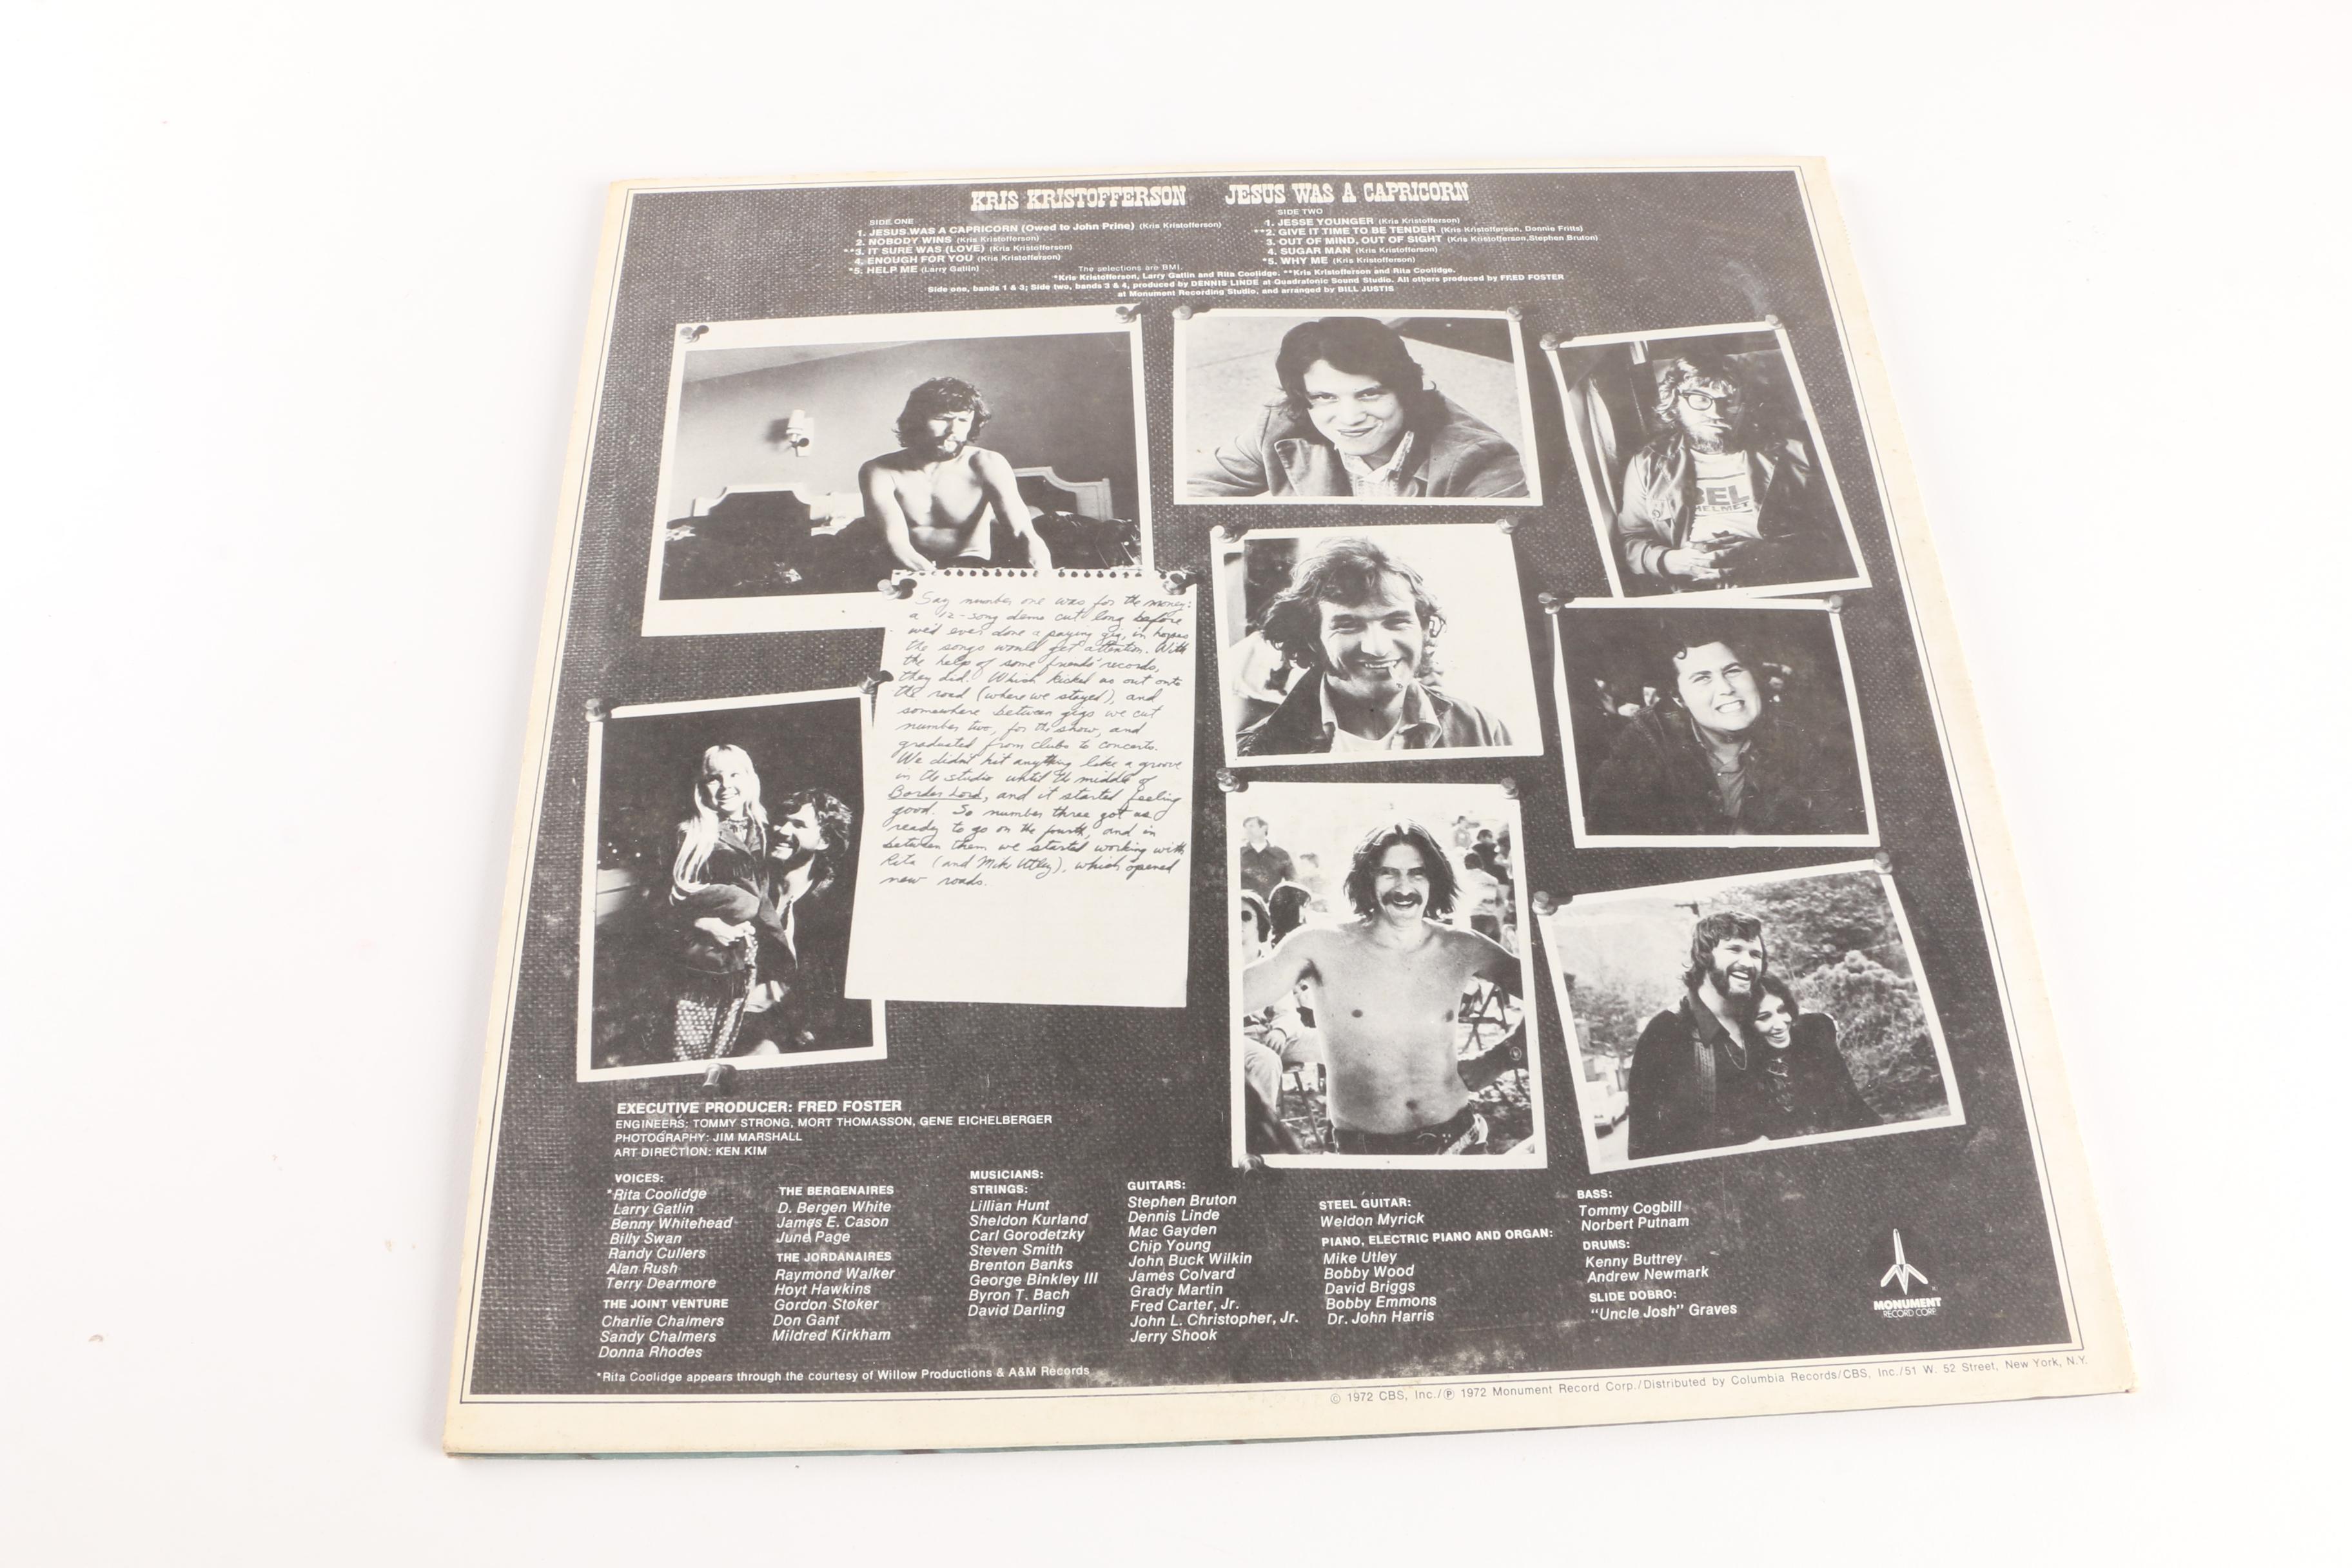 KRIS KRISTOFFERSON JESUS WAS A CAPRICORN
SIDE ONE
1. JESUS WAS A CAPRICORN (Owed to John Prine) (Kris Kristofferson)
2. NOBODY WINS (Kris Kristofferson)
**3. IT SURE WAS (LOVE) (Kris Kristofferson)
4. ENOUGH FOR YOU (Kris Kristofferson)
*5. HELP ME (Larry Gatlin)
SIDE TWO
1. JESSE YOUNGER (Kris Kristofferson)
**2. GIVE IT TIME TO BE TENDER (Kris Kristofferson, Donnie Fritts)
3. OUT OF MIND, OUT OF SIGHT (Kris Kristofferson, Stephen Bruton)
4. SUGAR MAN (Kris Kristofferson)
*5. WHY ME (Kris Kristofferson)
The selections are BMI.
*Kris Kristofferson, Larry Gatlin and Rita Coolidge. **Kris Kristofferson and Rita Coolidge.
Side one, bands 1 & 3; Side two, bands 3 & 4, produced by DENNIS LINDE at Quadrafonic Sound Studio. All others produced by FRED FOSTER
at Monument Recording Studio, and arranged by BILL JUSTIS
BEL
HELMET
Say number one was for the money:
a 12-song demo cut long before
we'd ever done a paying gig, in hopes
the songs would get attention. With
the help of some friends' records,
they did. Which kicked us out onto
the road (where we stayed), and
somewhere between gigs we cut
number two, for the show, and
graduated from clubs to concerts.
We didn't hit anything like a groove
in the studio until the middle of
Border Lord, and it started feeling
good. So number three got us
ready to go on the fourth, and in
between them we started working with
Rita (and Mike Utley), which opened
new roads.
EXECUTIVE PRODUCER: FRED FOSTER
ENGINEERS: TOMMY STRONG, MORT THOMASSON, GENE EICHELBERGER
PHOTOGRAPHY: JIM MARSHALL
ART DIRECTION: KEN KIM
VOICES:
*Rita Coolidge
Larry Gatlin
Benny Whitehead
Billy Swan
Randy Cullers
Alan Rush
Terry Dearmore
THE JOINT VENTURE
Charlie Chalmers
Sandy Chalmers
Donna Rhodes
THE BERGENAIRES
D. Bergen White
James E. Cason
June Page
THE JORDANAIRES
Raymond Walker
Hoyt Hawkins
Gordon Stoker
Don Gant
Mildred Kirkham
MUSICIANS:
STRINGS:
Lillian Hunt
Sheldon Kurland
Carl Gorodetzky
Steven Smith
Brenton Banks
George Binkley III
Byron T. Bach
David Darling
GUITARS:
Stephen Bruton
Dennis Linde
Mac Gayden
Chip Young
John Buck Wilkin
James Colvard
Grady Martin
Fred Carter, Jr.
John L. Christopher, Jr.
Jerry Shook
STEEL GUITAR:
Weldon Myrick
PIANO, ELECTRIC PIANO AND ORGAN:
Mike Utley
Bobby Wood
David Briggs
Bobby Emmons
Dr. John Harris
BASS:
Tommy Cogbill
Norbert Putnam
DRUMS:
Kenny Buttrey
Andrew Newmark
SLIDE DOBRO:
"Uncle Josh" Graves
MONUMENT
RECORD CORP.
*Rita Coolidge appears through the courtesy of Willow Productions & A&M Records
© 1972 CBS, Inc./℗ 1972 Monument Record Corp./Distributed by Columbia Records/CBS, Inc./51 W. 52 Street, New York, N.Y.